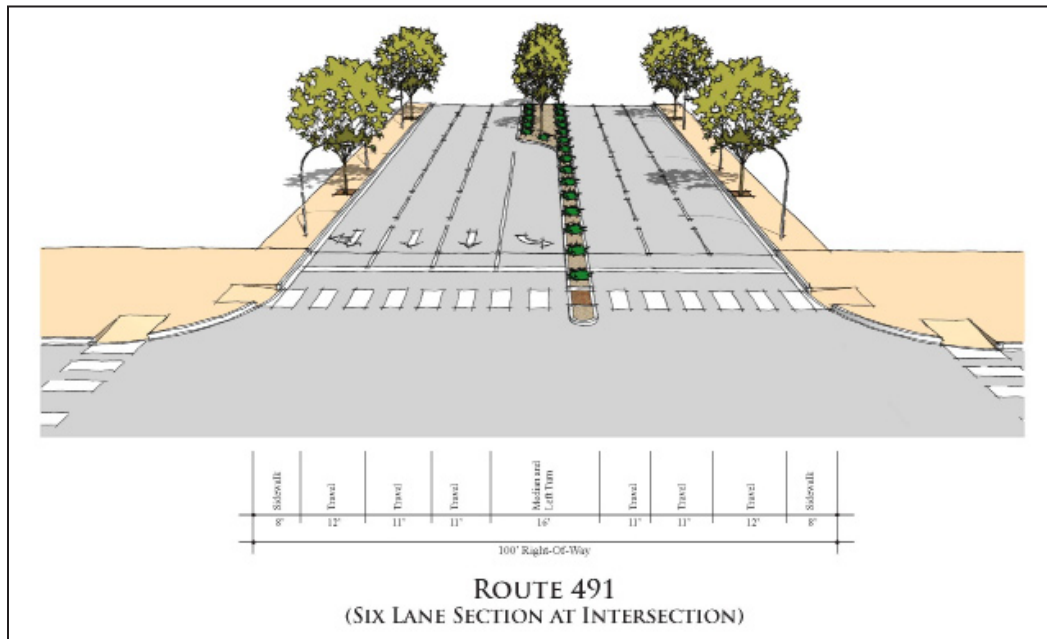 Sidewalk
Travel
Travel
Travel
Median and
Left Turn
Travel
Travel
Travel
Sidewalk
8'
12'
11'
11'
16'
11'
11'
12'
8'
100' Right-Of-Way
ROUTE 491
(SIX LANE SECTION AT INTERSECTION)